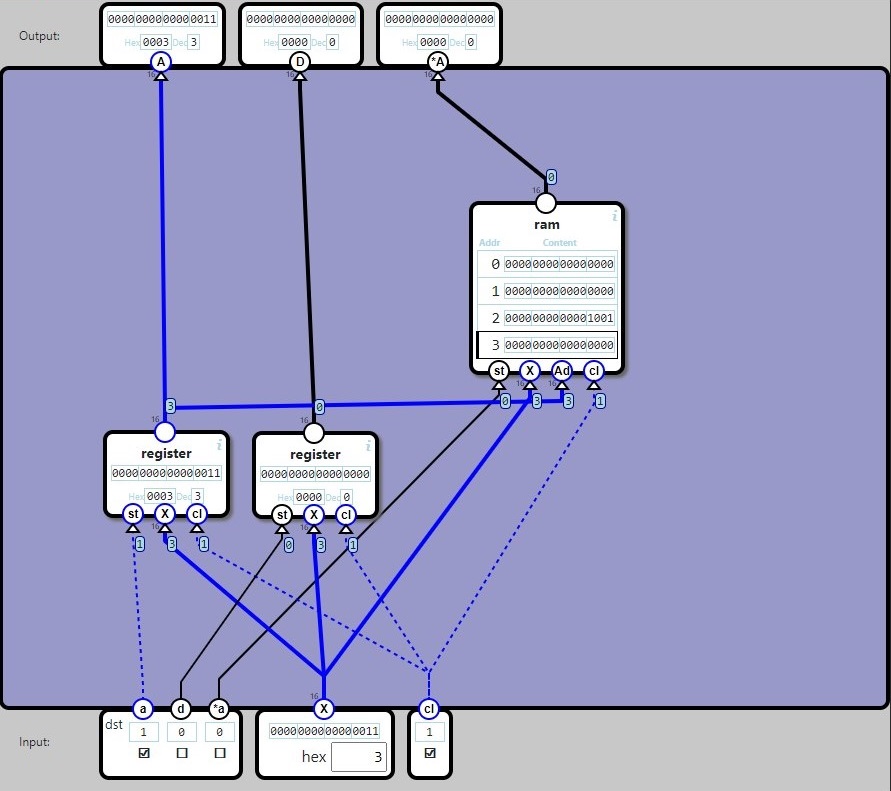 Output:
0000000000000011 0000000000000000 0000000000000000
Hex 0003 Dec 3 Hex 0000 Dec 0 Hex 0000 Dec 0
A D *A
16 16 16
0
16
ram i
Addr Content
0 0000000000000000
1 0000000000000000
2 0000000000001001
3 0000000000000000
st X Ad cl
16 16
0 3 3 1
3 0
16 16
register i register i
0000000000000011 0000000000000000
Hex 0003 Dec 3 Hex 0000 Dec 0
st X cl st X cl
16 16
1 3 1 0 3 1
16
a d *a X cl
Input:
dst 1 0 0 0000000000000011 1
hex 3